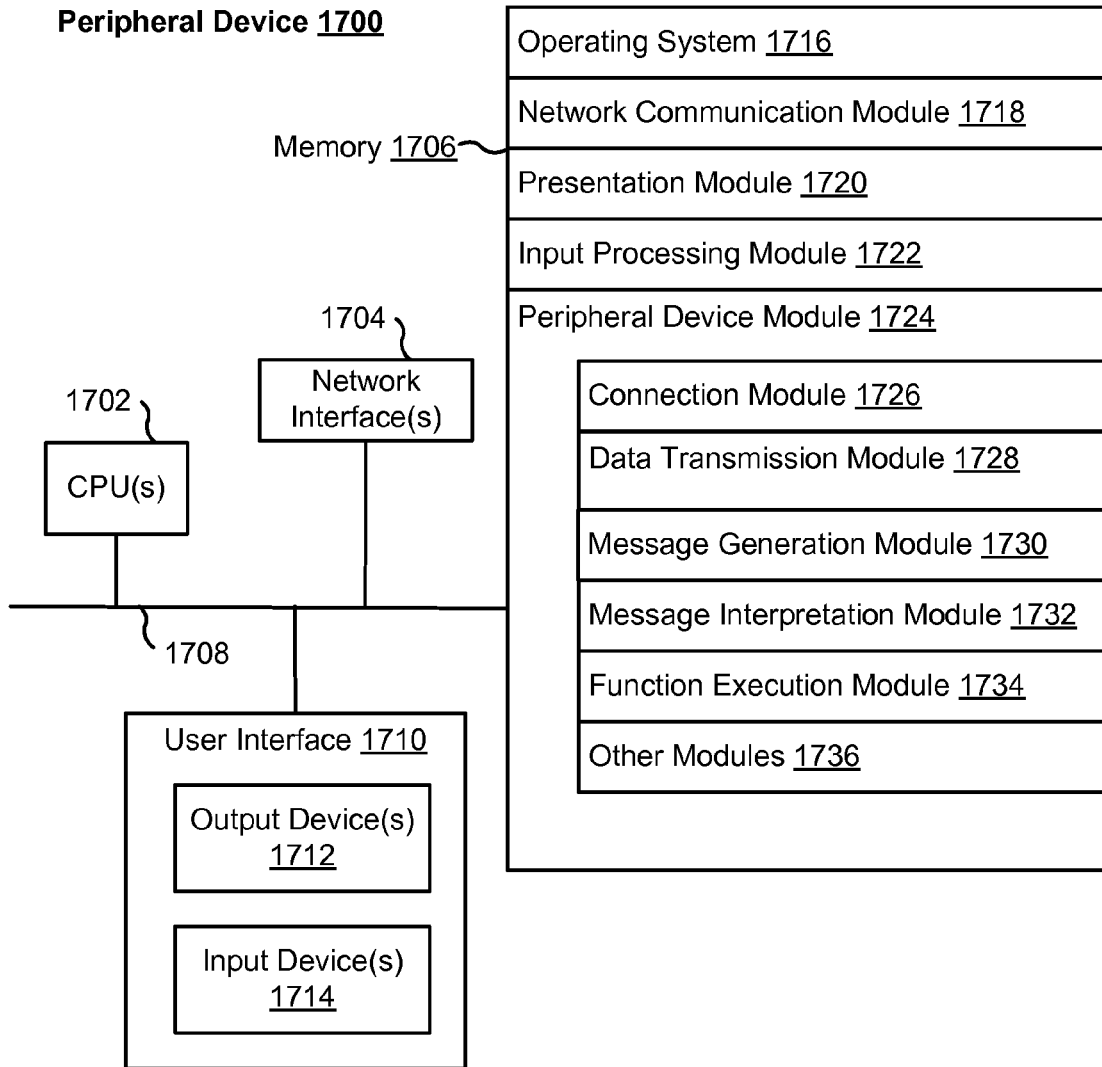 Peripheral Device 1700
Operating System 1716
Network Communication Module 1718
Memory 1706
Presentation Module 1720
Input Processing Module 1722
Peripheral Device Module 1724
1704
Network
Interface(s)
Connection Module 1726
1702
CPU(s)
Data Transmission Module 1728
Message Generation Module 1730
Message Interpretation Module 1732
1708
Function Execution Module 1734
User Interface 1710
Other Modules 1736
Output Device(s)
1712
Input Device(s)
1714